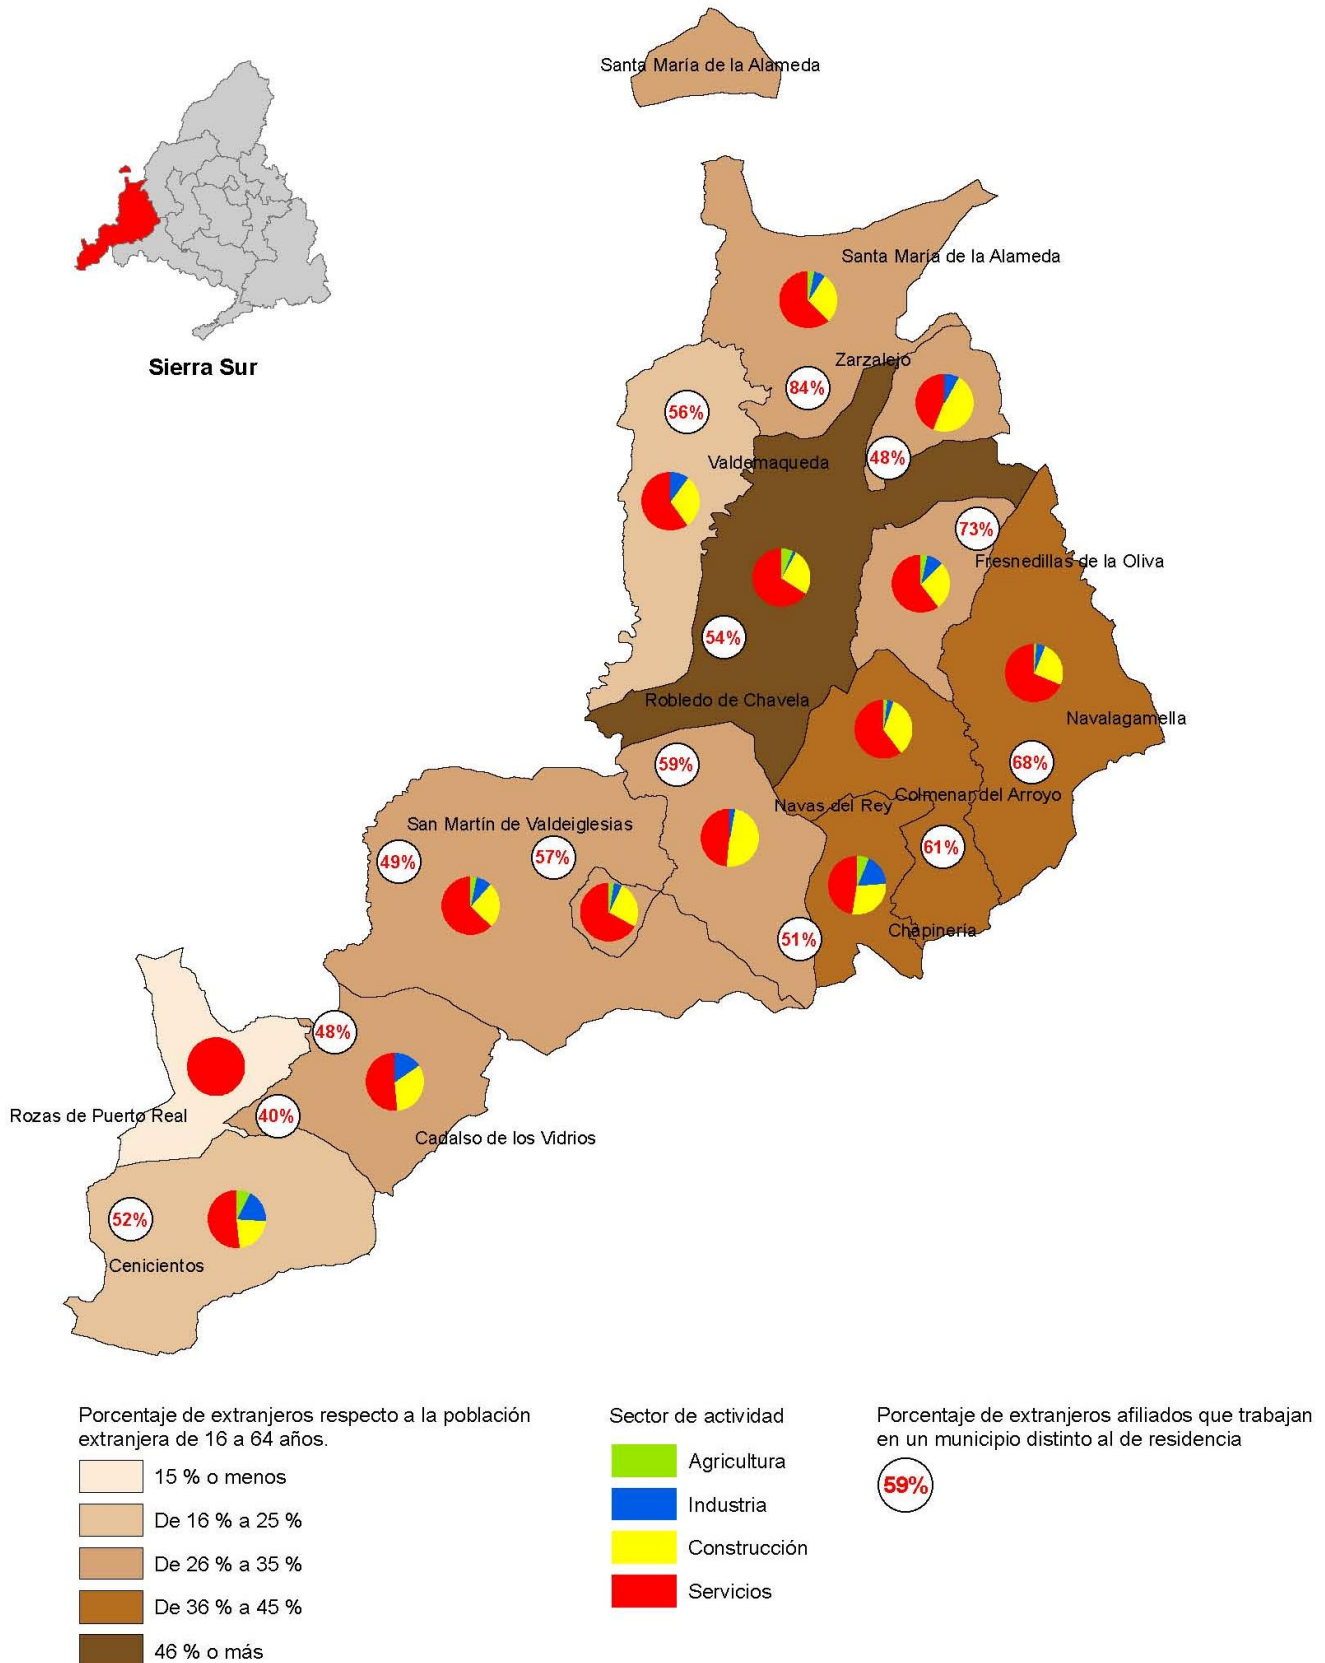 Santa María de la Alameda
Sierra Sur
Santa María de la Alameda
Zarzalejo
84%
56%
Valdemaqueda
48%
73%
Fresnedillas de la Oliva
54%
Robledo de Chavela
Navalagamella
59%
68%
Colmenar del Arroyo
Navas del Rey
San Martín de Valdeiglesias
49%
57%
61%
Chapinería
51%
48%
Rozas de Puerto Real
40%
Cadalso de los Vidrios
52%
Cenicientos
Porcentaje de extranjeros respecto a la población
extranjera de 16 a 64 años.
15 % o menos
De 16 % a 25 %
De 26 % a 35 %
De 36 % a 45 %
46 % o más
Sector de actividad
Agricultura
Industria
Construcción
Servicios
Porcentaje de extranjeros afiliados que trabajan
en un municipio distinto al de residencia
59%